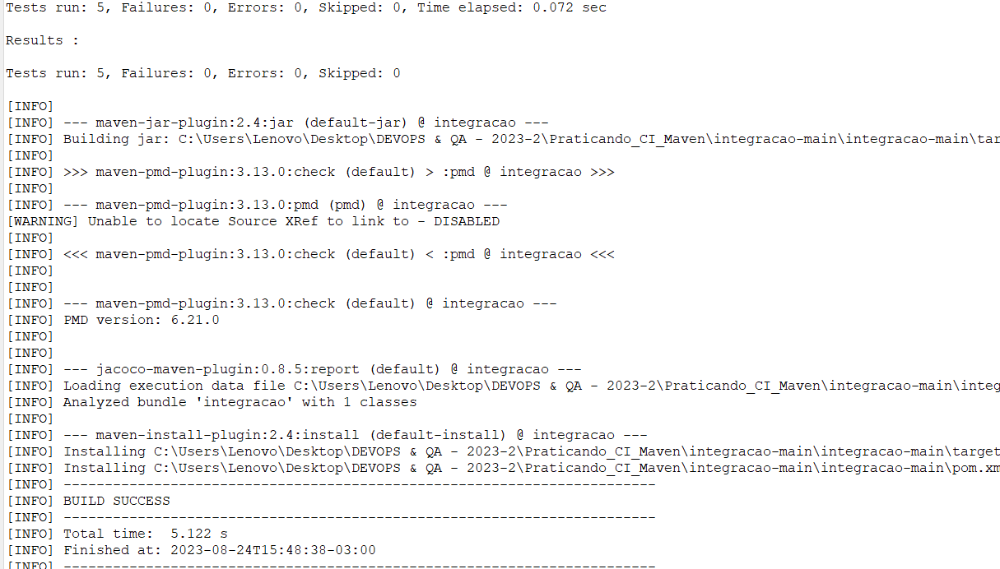 Tests run: 5, Failures: 0, Errors: 0, Skipped: 0, Time elapsed: 0.072 sec
Results :
Tests run: 5, Failures: 0, Errors: 0, Skipped: 0
[INFO]
[INFO] --- maven-jar-plugin:2.4:jar (default-jar) @ integracao ---
[INFO] Building jar: C:\Users\Lenovo\Desktop\DEVOPS & QA - 2023-2\Praticando_CI_Maven\integracao-main\integracao-main\tar
[INFO]
[INFO] >>> maven-pmd-plugin:3.13.0:check (default) > :pmd @ integracao >>>
[INFO]
[INFO] --- maven-pmd-plugin:3.13.0:pmd (pmd) @ integracao ---
[WARNING] Unable to locate Source XRef to link to - DISABLED
[INFO]
[INFO] <<< maven-pmd-plugin:3.13.0:check (default) < :pmd @ integracao <<<
[INFO]
[INFO]
[INFO] --- maven-pmd-plugin:3.13.0:check (default) @ integracao ---
[INFO] PMD version: 6.21.0
[INFO]
[INFO]
[INFO] --- jacoco-maven-plugin:0.8.5:report (default) @ integracao ---
[INFO] Loading execution data file C:\Users\Lenovo\Desktop\DEVOPS & QA - 2023-2\Praticando_CI_Maven\integracao-main\integ
[INFO] Analyzed bundle 'integracao' with 1 classes
[INFO]
[INFO] --- maven-install-plugin:2.4:install (default-install) @ integracao ---
[INFO] Installing C:\Users\Lenovo\Desktop\DEVOPS & QA - 2023-2\Praticando_CI_Maven\integracao-main\integracao-main\target
[INFO] Installing C:\Users\Lenovo\Desktop\DEVOPS & QA - 2023-2\Praticando_CI_Maven\integracao-main\integracao-main\pom.xm
[INFO] ------------------------------------------------------------------------
[INFO] BUILD SUCCESS
[INFO] ------------------------------------------------------------------------
[INFO] Total time:  5.122 s
[INFO] Finished at: 2023-08-24T15:48:38-03:00
[INFO] ------------------------------------------------------------------------